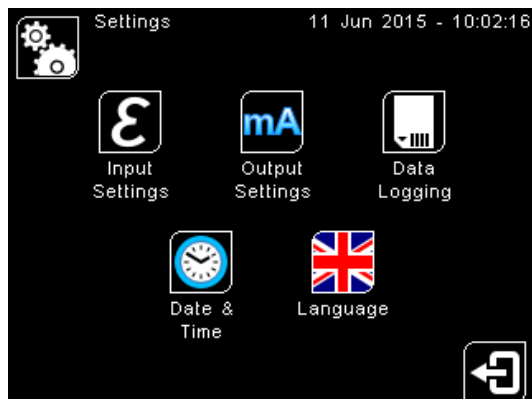 Settings
11 Jun 2015 - 10:02:16
ε
mA
Input
Settings
Output
Settings
Data
Logging
Date &
Time
Language